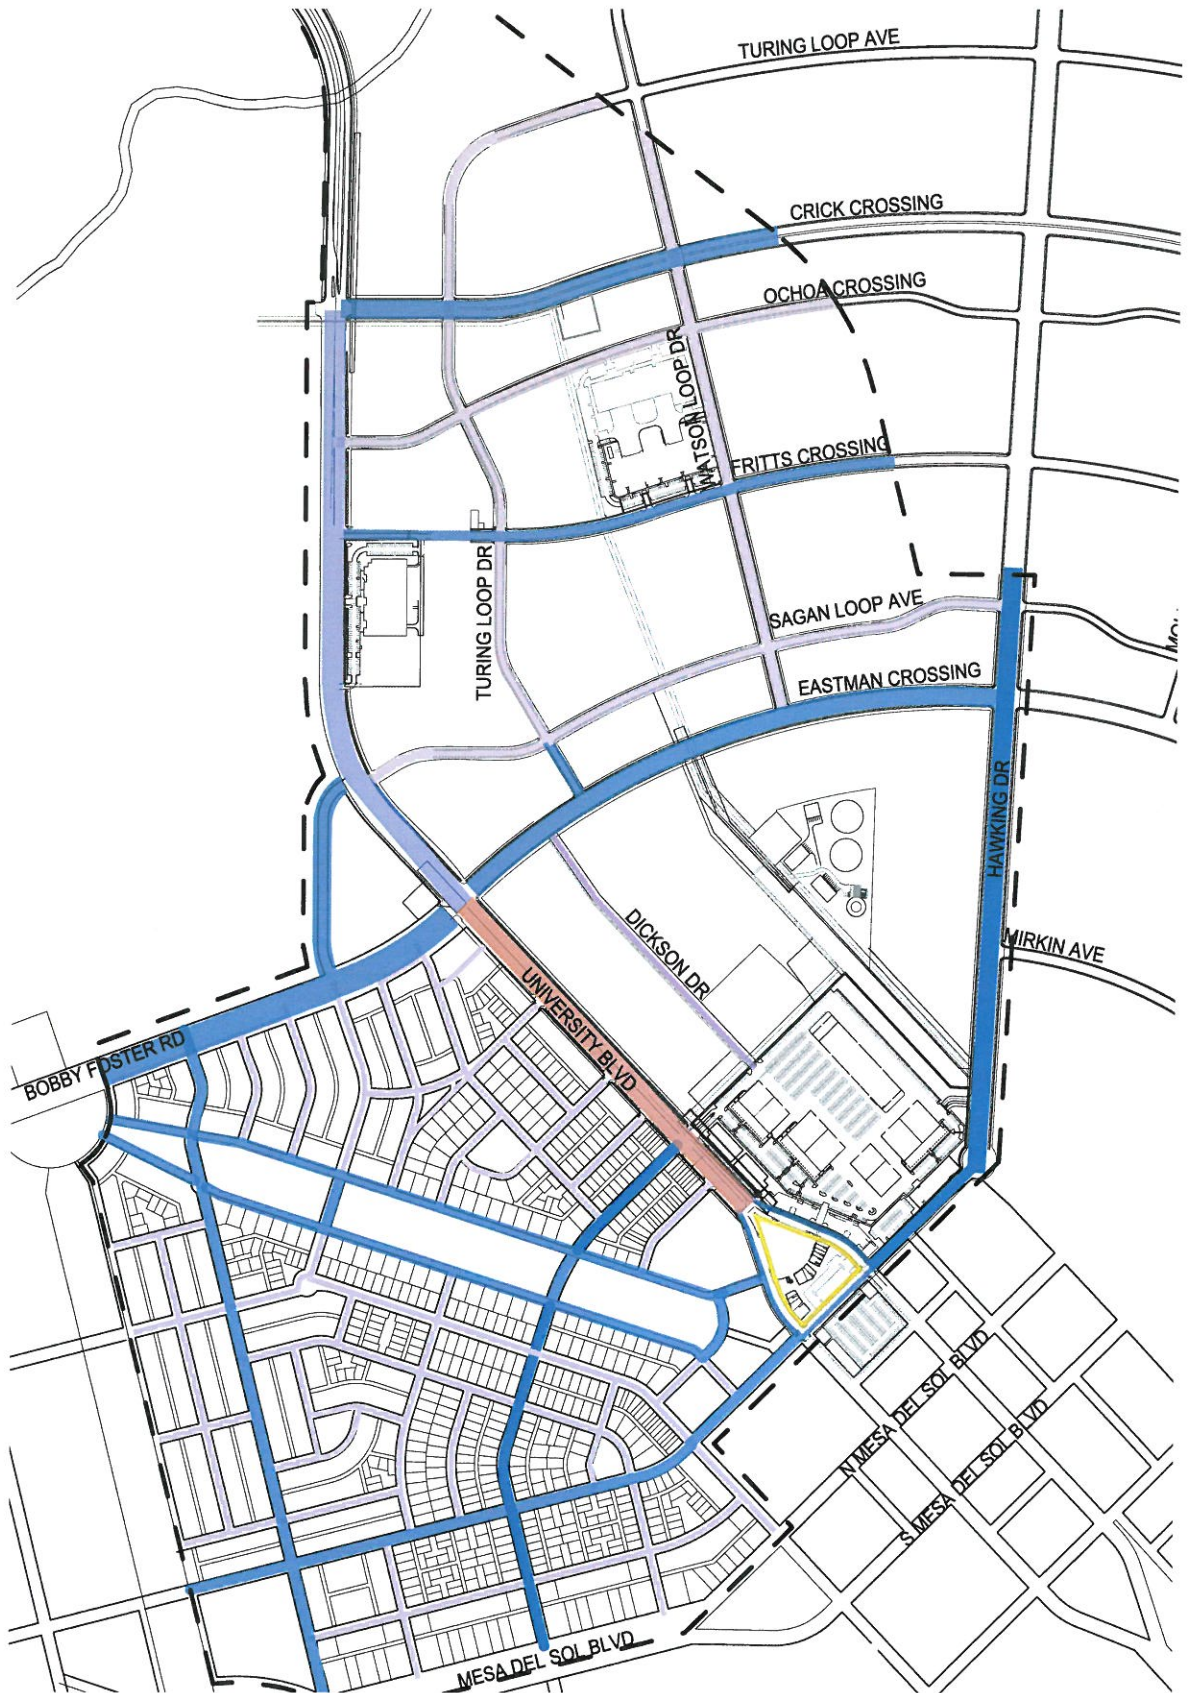 TURING LOOP AVE
CRICK CROSSING
OCHOA CROSSING
WATSON LOOP DR
FRITTS CROSSING
TURING LOOP DR
SAGAN LOOP AVE
EASTMAN CROSSING
HAWKING DR
DICKSON DR
MIRKIN AVE
UNIVERSITY BLVD
BOBBY FOSTER RD
N MESA DEL SOL BLVD
S MESA DEL SOL BLVD
MESA DEL SOL BLVD